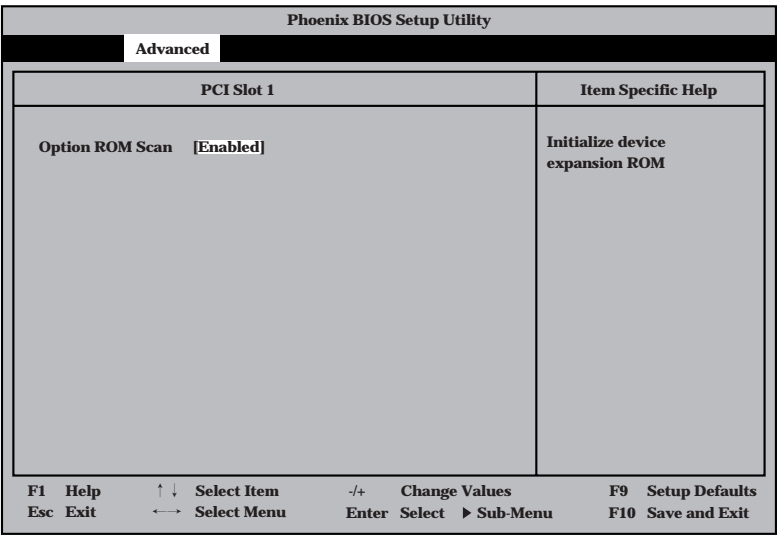 Phoenix BIOS Setup Utility
Advanced
PCI Slot 1
Item Specific Help
Option ROM Scan [Enabled]
Initialize device
expansion ROM
F1 Help ↑↓ Select Item -/+ Change Values F9 Setup Defaults
Esc Exit ←→ Select Menu Enter Select ▶ Sub-Menu F10 Save and Exit